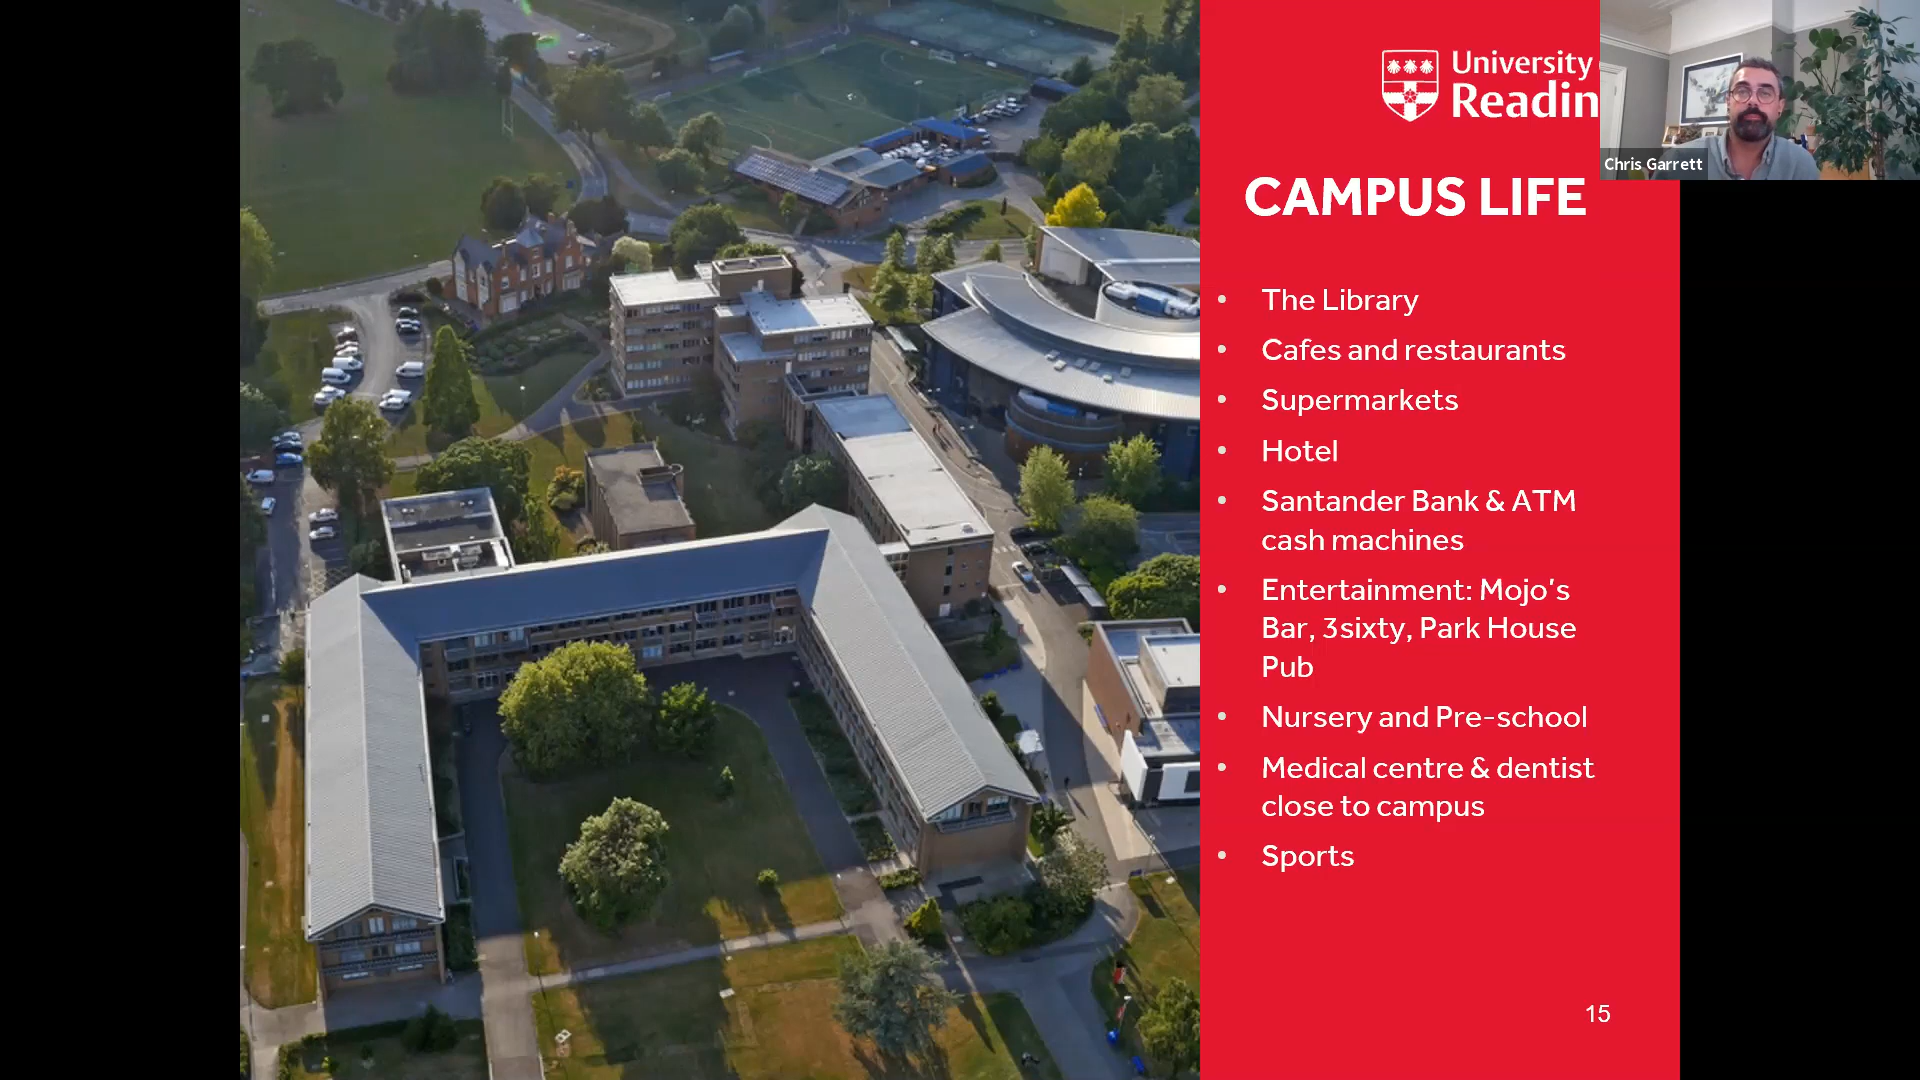 University
Readin
Chris Garrett
CAMPUS LIFE
• The Library
• Cafes and restaurants
• Supermarkets
• Hotel
• Santander Bank & ATM
cash machines
• Entertainment: Mojo's
Bar, 3sixty, Park House
Pub
• Nursery and Pre-school
• Medical centre & dentist
close to campus
• Sports
15